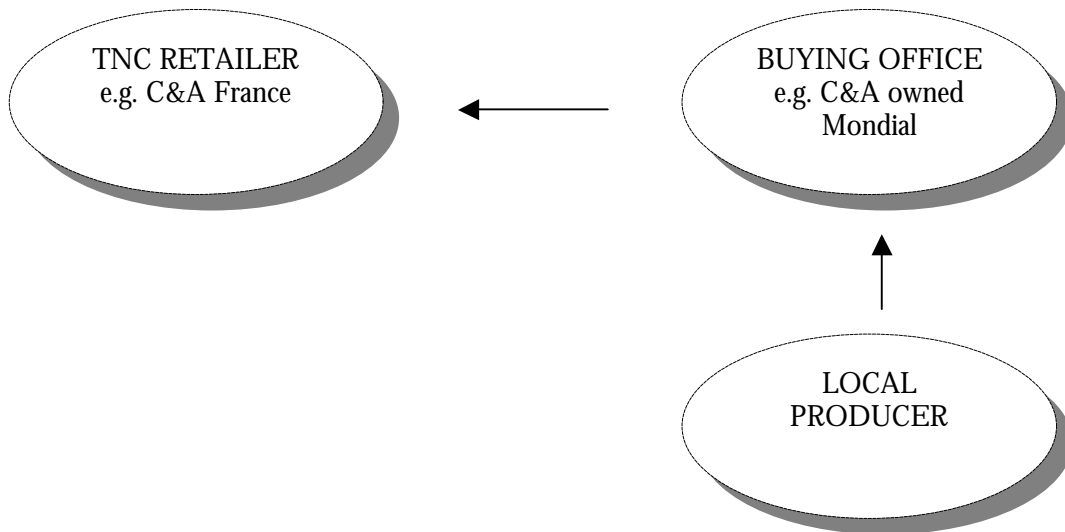 TNC RETAILER
e.g. C&A France
BUYING OFFICE
e.g. C&A owned
Mondial
LOCAL
PRODUCER